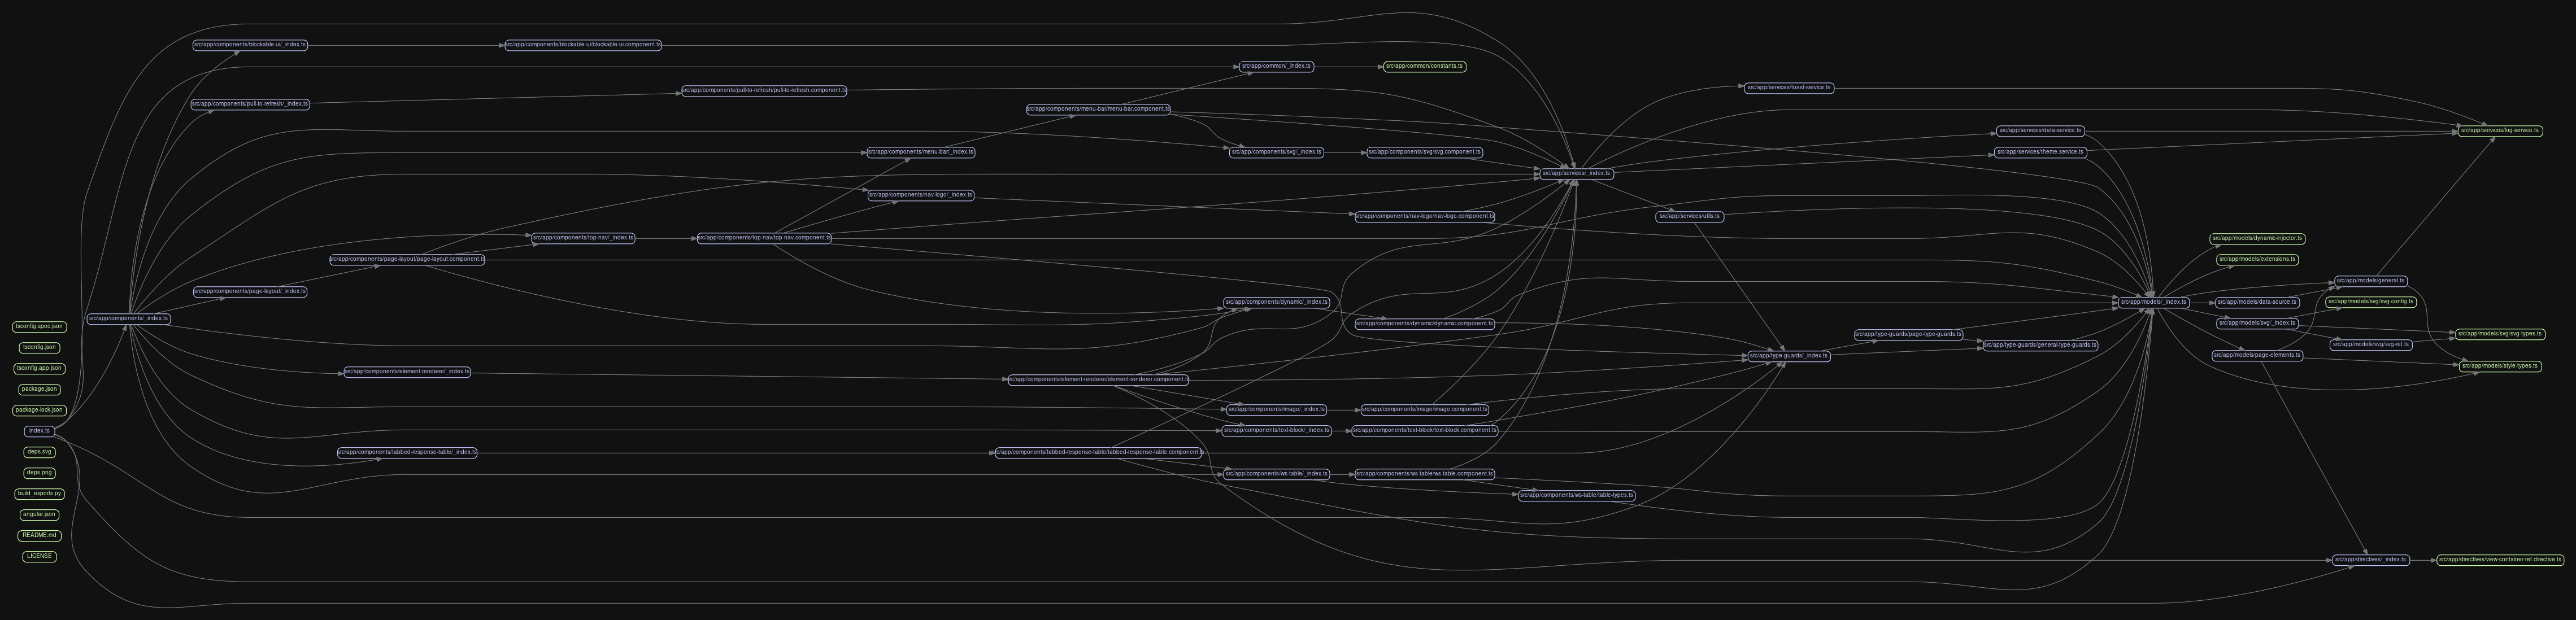 src/app/components/blockable-ui/_index.ts
src/app/components/blockable-ui/blockable-ui.component.ts
src/app/common/_index.ts
src/app/common/constants.ts
src/app/services/toast-service.ts
src/app/components/pull-to-refresh/pull-to-refresh.component.ts
src/app/components/pull-to-refresh/_index.ts
src/app/components/menu-bar/menu-bar.component.ts
src/app/services/data-service.ts
src/app/services/log-service.ts
src/app/components/menu-bar/_index.ts
src/app/components/svg/_index.ts
src/app/components/svg/svg.component.ts
src/app/services/theme.service.ts
src/app/services/_index.ts
src/app/components/nav-logo/_index.ts
src/app/components/nav-logo/nav-logo.component.ts
src/app/services/utils.ts
src/app/components/top-nav/_index.ts
src/app/components/top-nav/top-nav.component.ts
src/app/models/dynamic-injector.ts
src/app/components/page-layout/page-layout.component.ts
src/app/models/extensions.ts
src/app/models/general.ts
src/app/components/page-layout/_index.ts
src/app/components/dynamic/_index.ts
src/app/models/_index.ts
src/app/models/data-source.ts
src/app/models/svg/svg-config.ts
src/app/components/_index.ts
src/app/components/dynamic/dynamic.component.ts
src/app/models/svg/_index.ts
tsconfig.spec.json
src/app/type-guards/page-type-guards.ts
src/app/models/svg/svg-types.ts
tsconfig.json
src/app/type-guards/general-type-guards.ts
src/app/models/svg/svg-ref.ts
src/app/type-guards/_index.ts
src/app/models/page-elements.ts
tsconfig.app.json
src/app/components/element-renderer/_index.ts
src/app/models/style-types.ts
src/app/components/element-renderer/element-renderer.component.ts
package.json
package-lock.json
src/app/components/image/_index.ts
src/app/components/image/image.component.ts
index.ts
src/app/components/text-block/_index.ts
src/app/components/text-block/text-block.component.ts
deps.svg
src/app/components/tabbed-response-table/_index.ts
src/app/components/tabbed-response-table/tabbed-response-table.component.ts
deps.png
src/app/components/ws-table/_index.ts
src/app/components/ws-table/ws-table.component.ts
build_exports.py
src/app/components/ws-table/table-types.ts
angular.json
README.md
LICENSE
src/app/directives/_index.ts
src/app/directives/view-container-ref.directive.ts